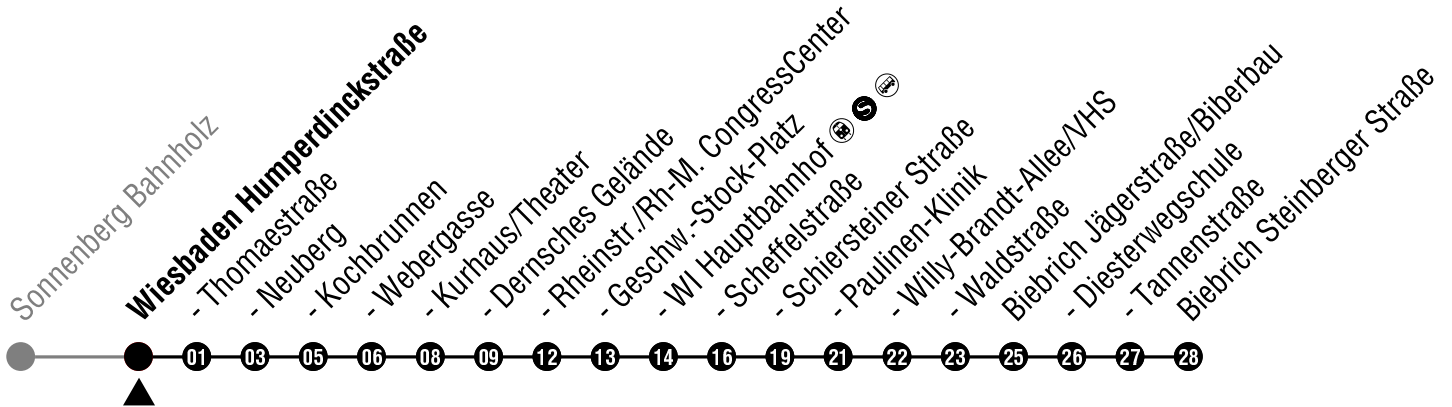 Sonnenberg Bahnholz
Wiesbaden Humperdinckstraße
- Thomaestraße
- Neuberg
- Kochbrunnen
- Webergasse
- Kurhaus/Theater
- Dernsches Gelände
- Rheinstr./Rh-M. CongressCenter
- Geschw.-Stock-Platz
- WI Hauptbahnhof S
- Scheffelstraße
- Schiersteiner Straße
- Paulinen-Klinik
- Willy-Brandt-Allee/VHS
- Waldstraße
Biebrich Jägerstraße/Biberbau
- Diesterwegschule
- Tannenstraße
Biebrich Steinberger Straße
01 03 05 06 08 09 12 13 14 16 19 21 22 23 25 26 27 28